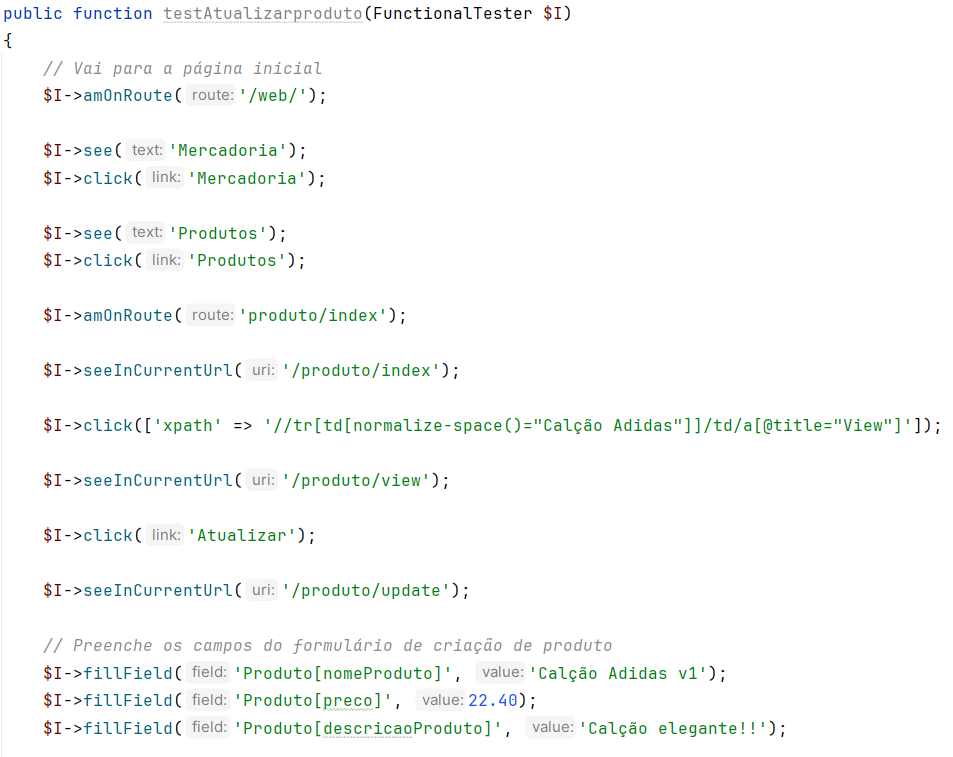 public function testAtualizarproduto(FunctionalTester $I)
{
// Vai para a página inicial
$I->amOnRoute( route: '/web/');
$I->see( text: 'Mercadoria');
$I->click( link: 'Mercadoria');
$I->see( text: 'Produtos');
$I->click( link: 'Produtos');
$I->amOnRoute( route: 'produto/index');
$I->seeInCurrentUrl( uri: '/produto/index');
$I->click(['xpath' => '//tr[td[normalize-space()="Calção Adidas"]]/td/a[@title="View"]']);
$I->seeInCurrentUrl( uri: '/produto/view');
$I->click( link: 'Atualizar');
$I->seeInCurrentUrl( uri: '/produto/update');
// Preenche os campos do formulário de criação de produto
$I->fillField( field: 'Produto[nomeProduto]', value: 'Calção Adidas v1');
$I->fillField( field: 'Produto[preco]', value: 22.40);
$I->fillField( field: 'Produto[descricaoProduto]', value: 'Calção elegante!!');